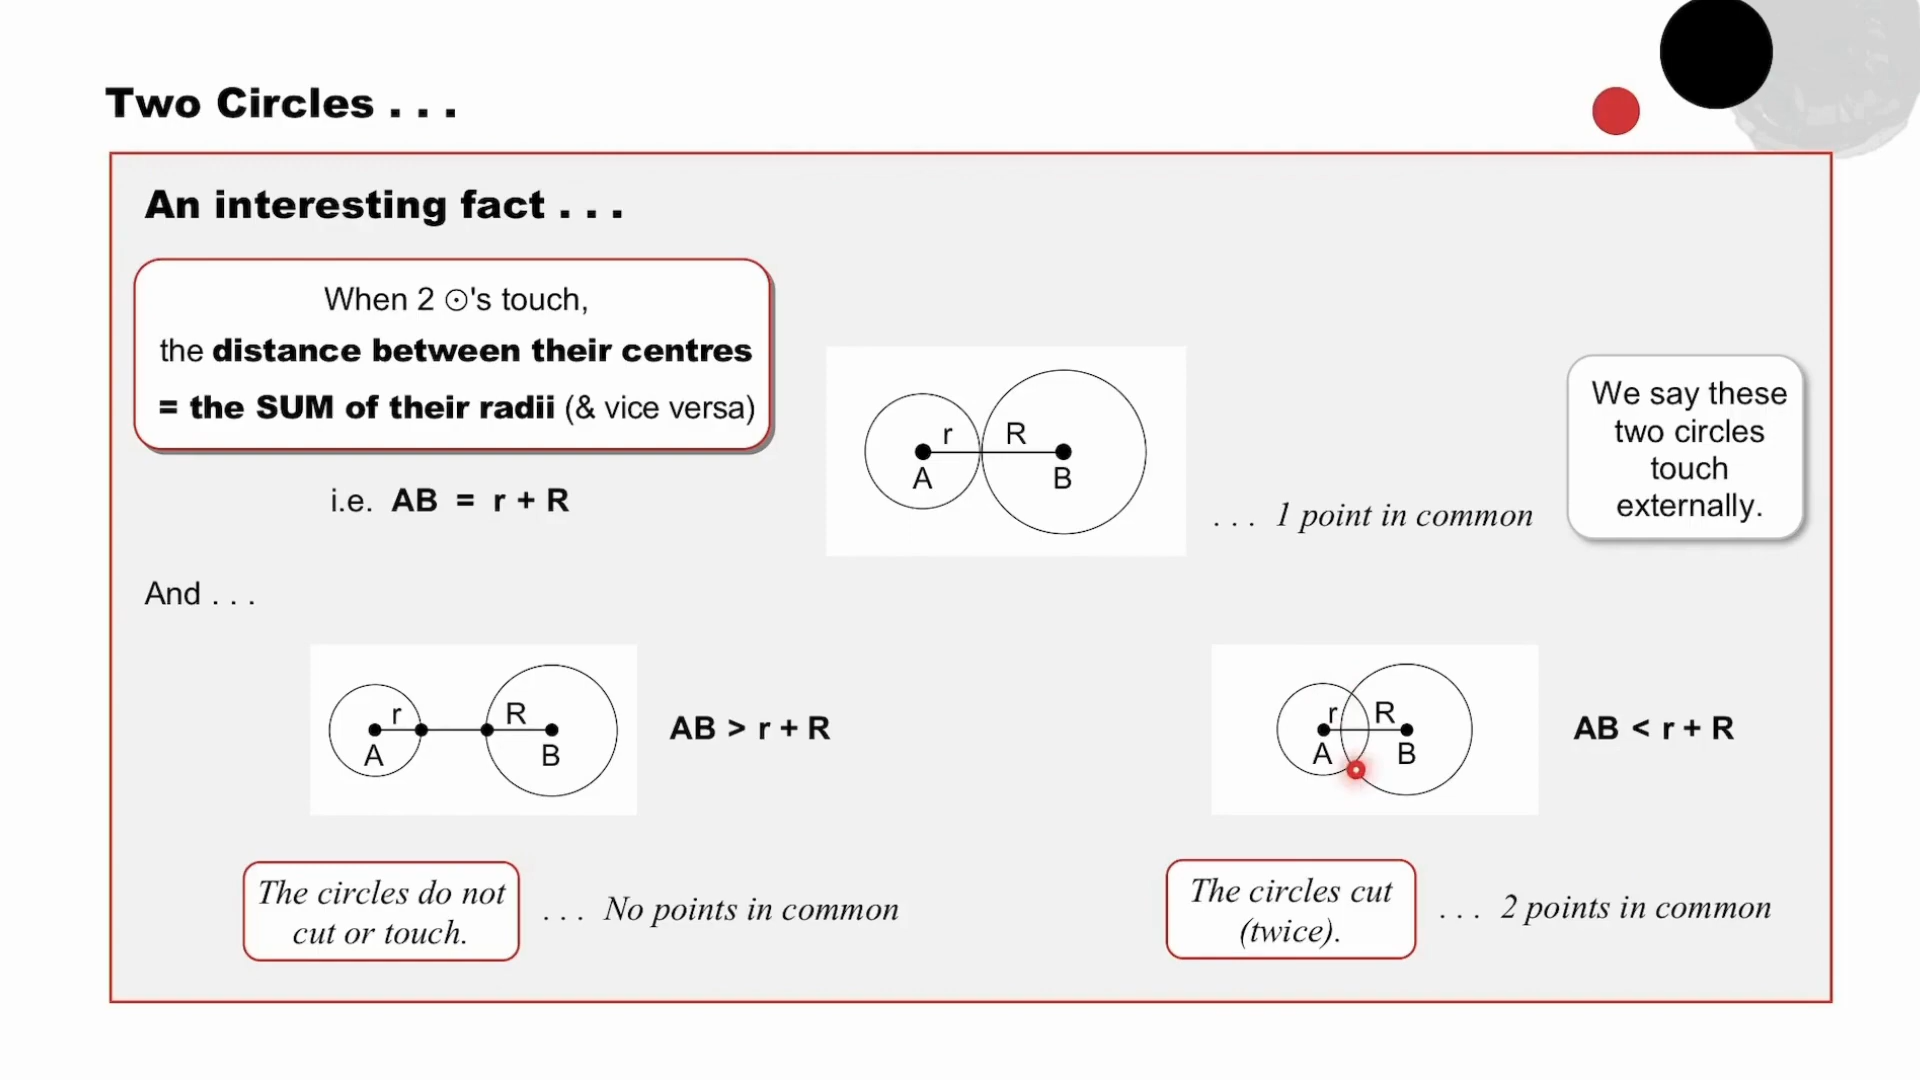 Two Circles . . .
An interesting fact . . .
When 2 ⊙'s touch,
the distance between their centres
= the SUM of their radii (& vice versa)
i.e. AB = r + R
r R
A B
. . . 1 point in common
We say these
two circles
touch
externally.
And . . .
r R
A B
AB > r + R
r R
A B
AB < r + R
The circles do not
cut or touch.
. . . No points in common
The circles cut
(twice).
. . . 2 points in common